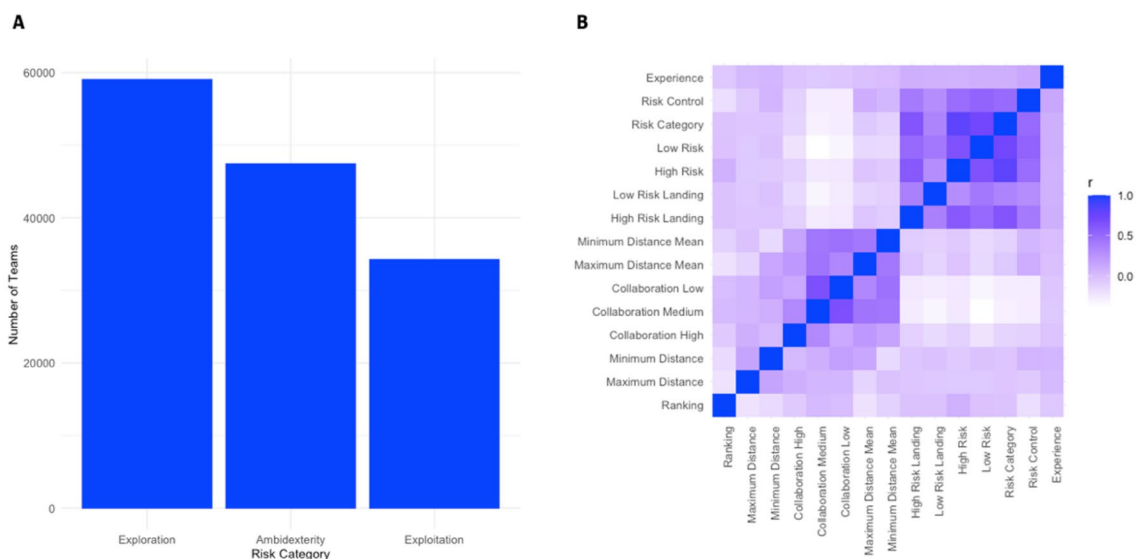 A
60000
40000
20000
0
Number of Teams
Exploration
Ambidexterity
Exploitation
Risk Category
B
Experience
Risk Control
Risk Category
Low Risk
High Risk
Low Risk Landing
High Risk Landing
Minimum Distance Mean
Maximum Distance Mean
Collaboration Low
Collaboration Medium
Collaboration High
Minimum Distance
Maximum Distance
Ranking
Ranking
Maximum Distance
Minimum Distance
Collaboration High
Collaboration Medium
Collaboration Low
Maximum Distance Mean
Minimum Distance Mean
High Risk Landing
Low Risk Landing
High Risk
Low Risk
Risk Category
Risk Control
Experience
r
1.0
0.5
0.0